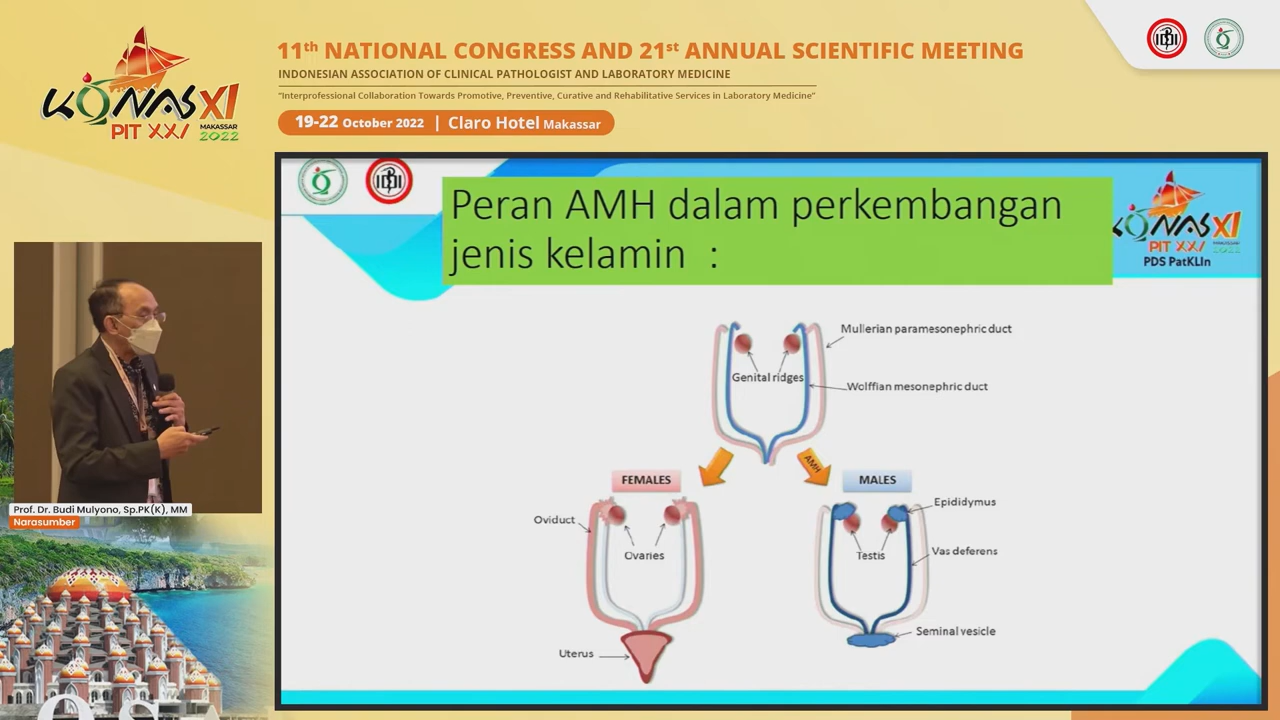 11th NATIONAL CONGRESS AND 21st ANNUAL SCIENTIFIC MEETING
INDONESIAN ASSOCIATION OF CLINICAL PATHOLOGIST AND LABORATORY MEDICINE
"Interprofessional Collaboration Towards Promotive, Preventive, Curative and Rehabilitative Services in Laboratory Medicine"
19-22 October 2022 | Claro Hotel Makassar
KONAS XI
PIT XXI
MAKASSAR
2022
IDI
Peran AMH dalam perkembangan
jenis kelamin :
KONAS XI
PIT XXI
PDS PatKLIn
Mullerian paramesonephric duct
Genital ridges
Wolffian mesonephric duct
AMH
FEMALES
MALES
Oviduct
Ovaries
Uterus
Epididymus
Testis
Vas deferens
Seminal vesicle
Prof. Dr. Budi Mulyono, Sp.PK(K), MM
Narasumber